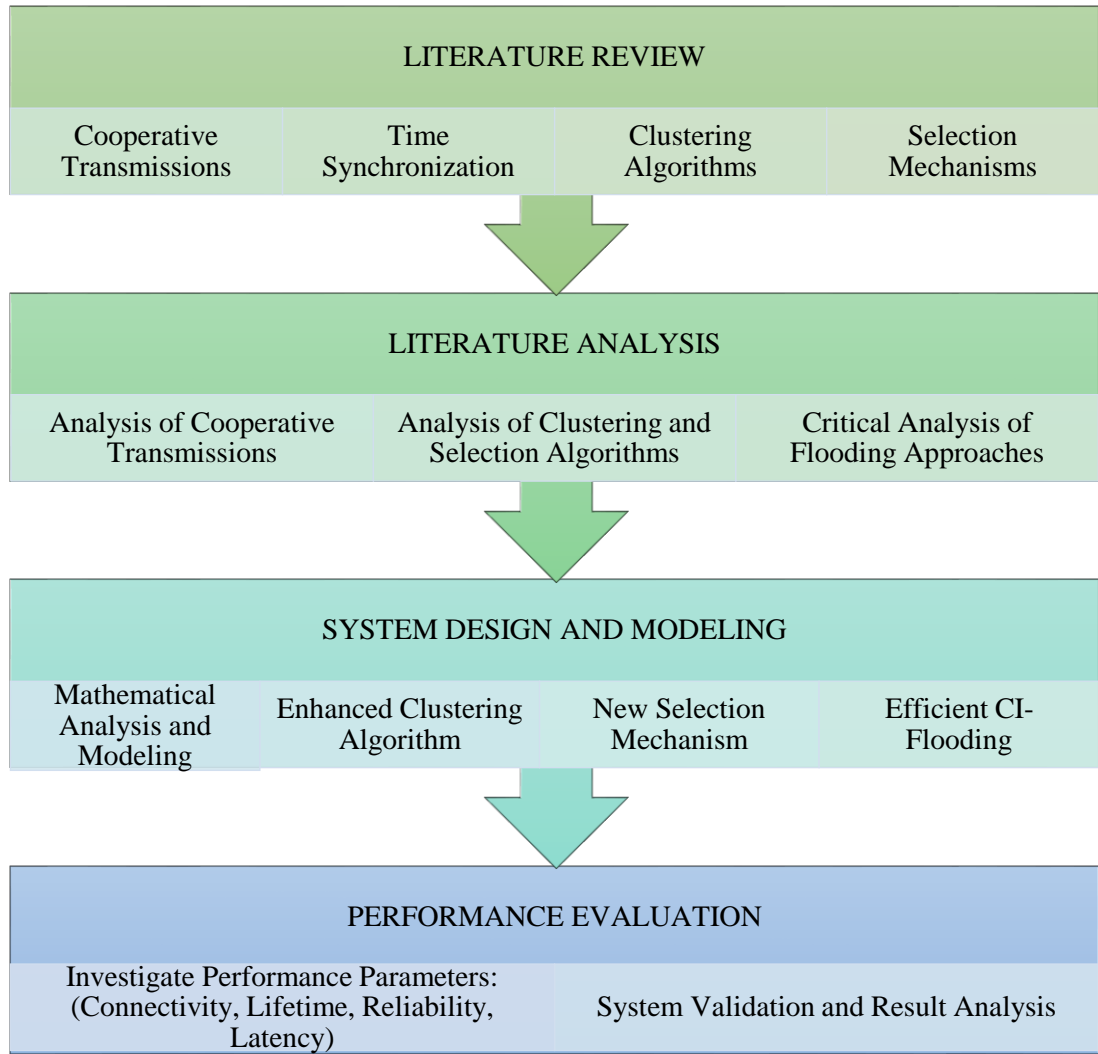 LITERATURE REVIEW
Cooperative
Transmissions
Time
Synchronization
Clustering
Algorithms
Selection
Mechanisms
LITERATURE ANALYSIS
Analysis of Cooperative
Transmissions
Analysis of Clustering and
Selection Algorithms
Critical Analysis of
Flooding Approaches
SYSTEM DESIGN AND MODELING
Mathematical
Analysis and
Modeling
Enhanced Clustering
Algorithm
New Selection
Mechanism
Efficient CI-
Flooding
PERFORMANCE EVALUATION
Investigate Performance Parameters:
(Connectivity, Lifetime, Reliability,
Latency)
System Validation and Result Analysis